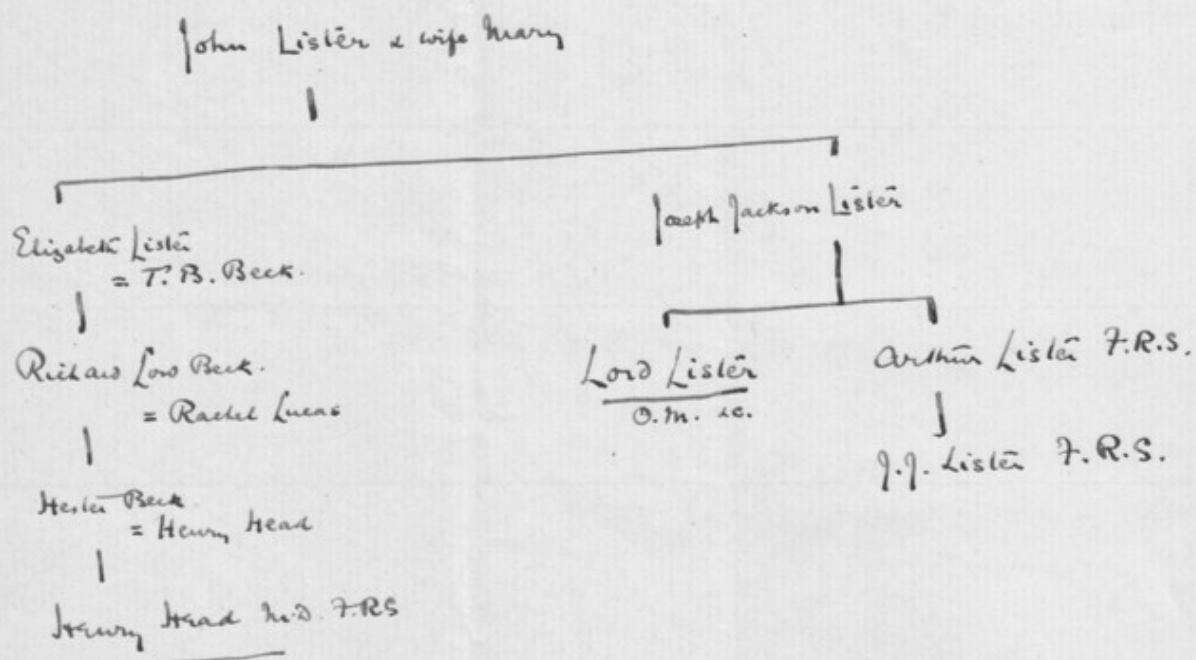 John Lister & wife Mary
Elizabeth Lister
= T. B. Beck.
Joseph Jackson Lister
Richard Low Beck.
= Rachel Lucas
Lord Lister
O.M. &c.
Arthur Lister F.R.S.
J.J. Lister F.R.S.
Hester Beck
= Henry Head
Henry Head M.D. F.R.S